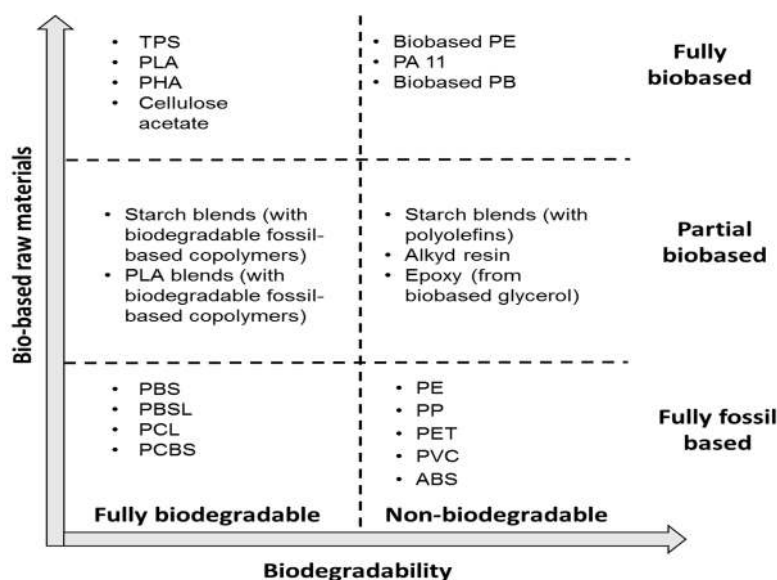 TPS
PLA
PHA
Cellulose
acetate
Biobased PE
PA 11
Biobased PB
Fully
biobased
Starch blends (with
biodegradable fossil-
based copolymers)
PLA blends (with
biodegradable fossil-
based copolymers)
Starch blends (with
polyolefins)
Alkyd resin
Epoxy (from
biobased glycerol)
Partial
biobased
PBS
PBSL
PCL
PCBS
PE
PP
PET
PVC
ABS
Fully fossil
based
Fully biodegradable
Non-biodegradable
Bio-based raw materials
Biodegradability